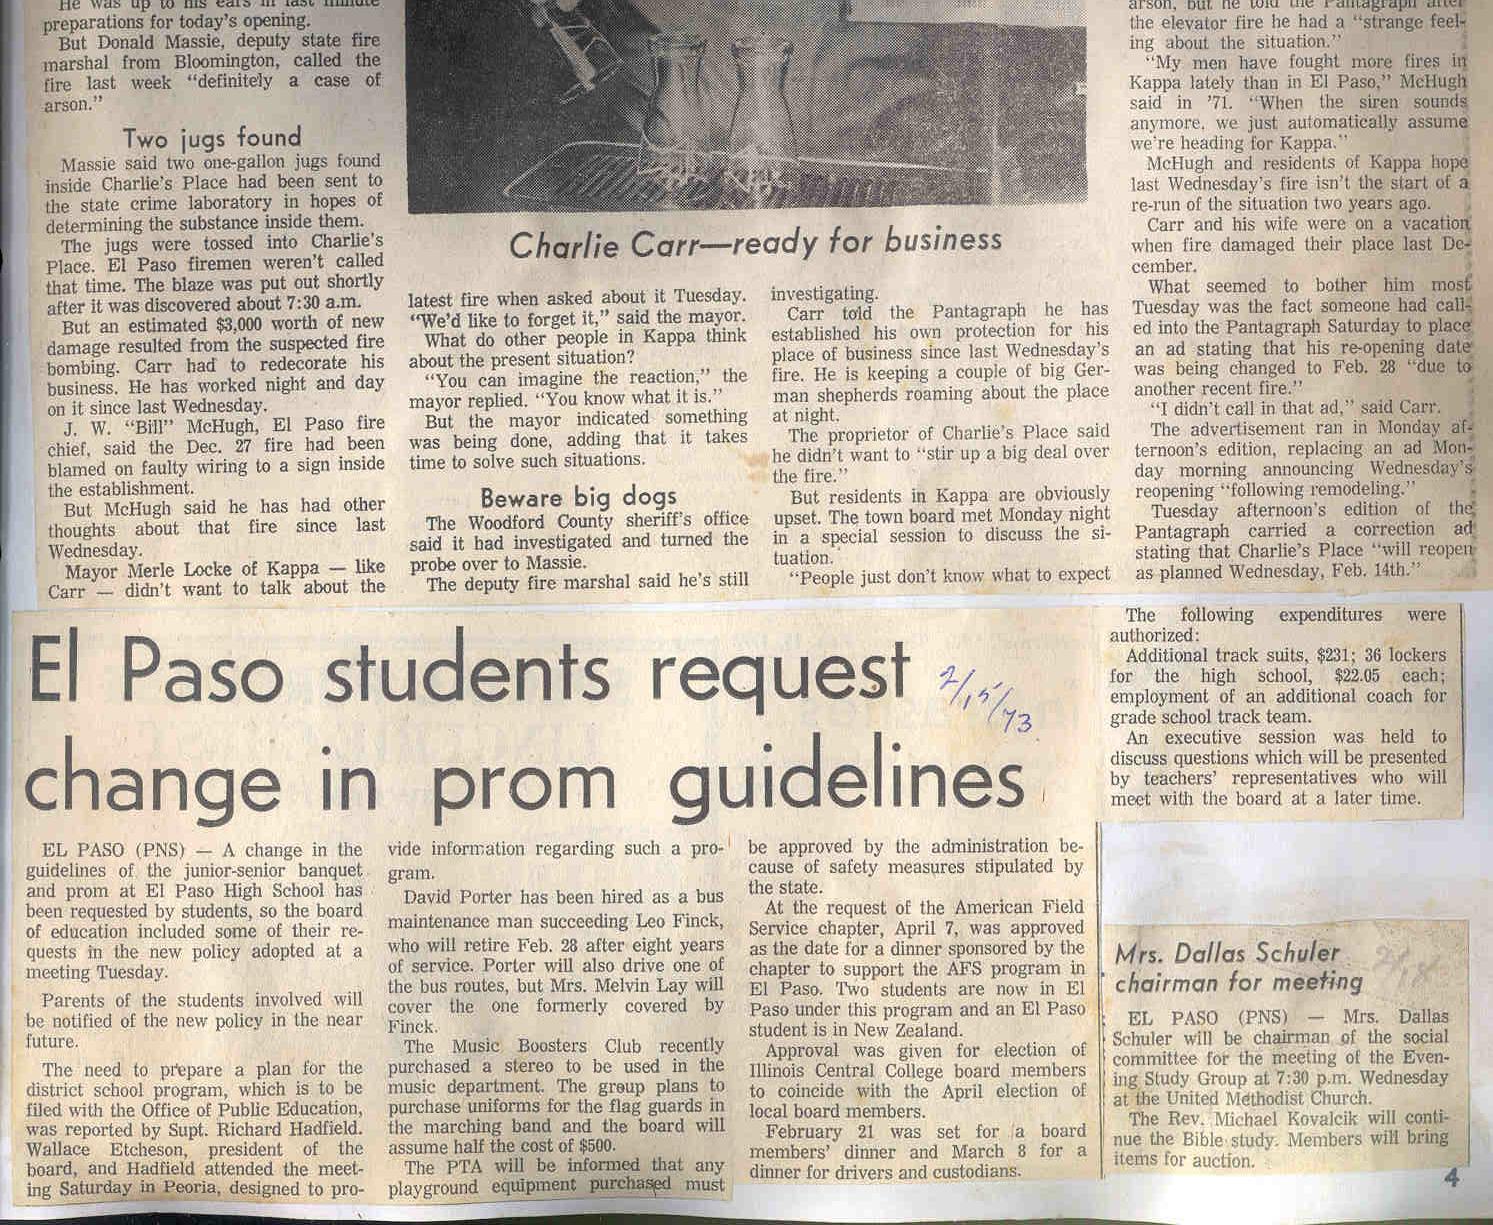 He was up to his ears in last minute
preparations for today's opening.
But Donald Massie, deputy state fire
marshal from Bloomington, called the
fire last week "definitely a case of
arson."
Two jugs found
Massie said two one-gallon jugs found
inside Charlie's Place had been sent to
the state crime laboratory in hopes of
determining the substance inside them.
The jugs were tossed into Charlie's
Place. El Paso firemen weren't called
that time. The blaze was put out shortly
after it was discovered about 7:30 a.m.
But an estimated $3,000 worth of new
damage resulted from the suspected fire
bombing. Carr had to redecorate his
business. He has worked night and day
on it since last Wednesday.
J. W. "Bill" McHugh, El Paso fire
chief, said the Dec. 27 fire had been
blamed on faulty wiring to a sign inside
the establishment.
But McHugh said he has had other
thoughts about that fire since last
Wednesday.
Mayor Merle Locke of Kappa — like
Carr — didn't want to talk about the
Charlie Carr—ready for business
latest fire when asked about it Tuesday.
"We'd like to forget it," said the mayor.
What do other people in Kappa think
about the present situation?
"You can imagine the reaction," the
mayor replied. "You know what it is."
But the mayor indicated something
was being done, adding that it takes
time to solve such situations.
Beware big dogs
The Woodford County sheriff's office
said it had investigated and turned the
probe over to Massie.
The deputy fire marshal said he's still
investigating.
Carr told the Pantagraph he has
established his own protection for his
place of business since last Wednesday's
fire. He is keeping a couple of big Ger-
man shepherds roaming about the place
at night.
The proprietor of Charlie's Place said
he didn't want to "stir up a big deal over
the fire."
But residents in Kappa are obviously
upset. The town board met Monday night
in a special session to discuss the si-
tuation.
"People just don't know what to expect
arson, but he told the Pantagraph after
the elevator fire he had a "strange feel-
ing about the situation."
"My men have fought more fires in
Kappa lately than in El Paso," McHugh
said in '71. "When the siren sounds
anymore, we just automatically assume
we're heading for Kappa."
McHugh and residents of Kappa hope
last Wednesday's fire isn't the start of a
re-run of the situation two years ago.
Carr and his wife were on a vacation
when fire damaged their place last De-
cember.
What seemed to bother him most
Tuesday was the fact someone had call-
ed into the Pantagraph Saturday to place
an ad stating that his re-opening date
was being changed to Feb. 28 "due to
another recent fire."
"I didn't call in that ad," said Carr.
The advertisement ran in Monday af-
ternoon's edition, replacing an ad Mon-
day morning announcing Wednesday's
reopening "following remodeling."
Tuesday afternoon's edition of the
Pantagraph carried a correction ad
stating that Charlie's Place "will reopen
as planned Wednesday, Feb. 14th."
El Paso students request
change in prom guidelines
2/15/73
EL PASO (PNS) — A change in the
guidelines of the junior-senior banquet
and prom at El Paso High School has
been requested by students, so the board
of education included some of their re-
quests in the new policy adopted at a
meeting Tuesday.
Parents of the students involved will
be notified of the new policy in the near
future.
The need to prepare a plan for the
district school program, which is to be
filed with the Office of Public Education,
was reported by Supt. Richard Hadfield.
Wallace Etcheson, president of the
board, and Hadfield attended the meet-
ing Saturday in Peoria, designed to pro-
vide information regarding such a pro-
gram.
David Porter has been hired as a bus
maintenance man succeeding Leo Finck,
who will retire Feb. 28 after eight years
of service. Porter will also drive one of
the bus routes, but Mrs. Melvin Lay will
cover the one formerly covered by
Finck.
The Music Boosters Club recently
purchased a stereo to be used in the
music department. The group plans to
purchase uniforms for the flag guards in
the marching band and the board will
assume half the cost of $500.
The PTA will be informed that any
playground equipment purchased must
be approved by the administration be-
cause of safety measures stipulated by
the state.
At the request of the American Field
Service chapter, April 7, was approved
as the date for a dinner sponsored by the
chapter to support the AFS program in
El Paso. Two students are now in El
Paso under this program and an El Paso
student is in New Zealand.
Approval was given for election of
Illinois Central College board members
to coincide with the April election of
local board members.
February 21 was set for a board
members' dinner and March 8 for a
dinner for drivers and custodians.
The following expenditures were
authorized:
Additional track suits, $231; 36 lockers
for the high school, $22.05 each;
employment of an additional coach for
grade school track team.
An executive session was held to
discuss questions which will be presented
by teachers' representatives who will
meet with the board at a later time.
Mrs. Dallas Schuler
chairman for meeting
2/18
EL PASO (PNS) — Mrs. Dallas
Schuler will be chairman of the social
committee for the meeting of the Even-
ing Study Group at 7:30 p.m. Wednesday
at the United Methodist Church.
The Rev. Michael Kovalcik will conti-
nue the Bible study. Members will bring
items for auction.
4